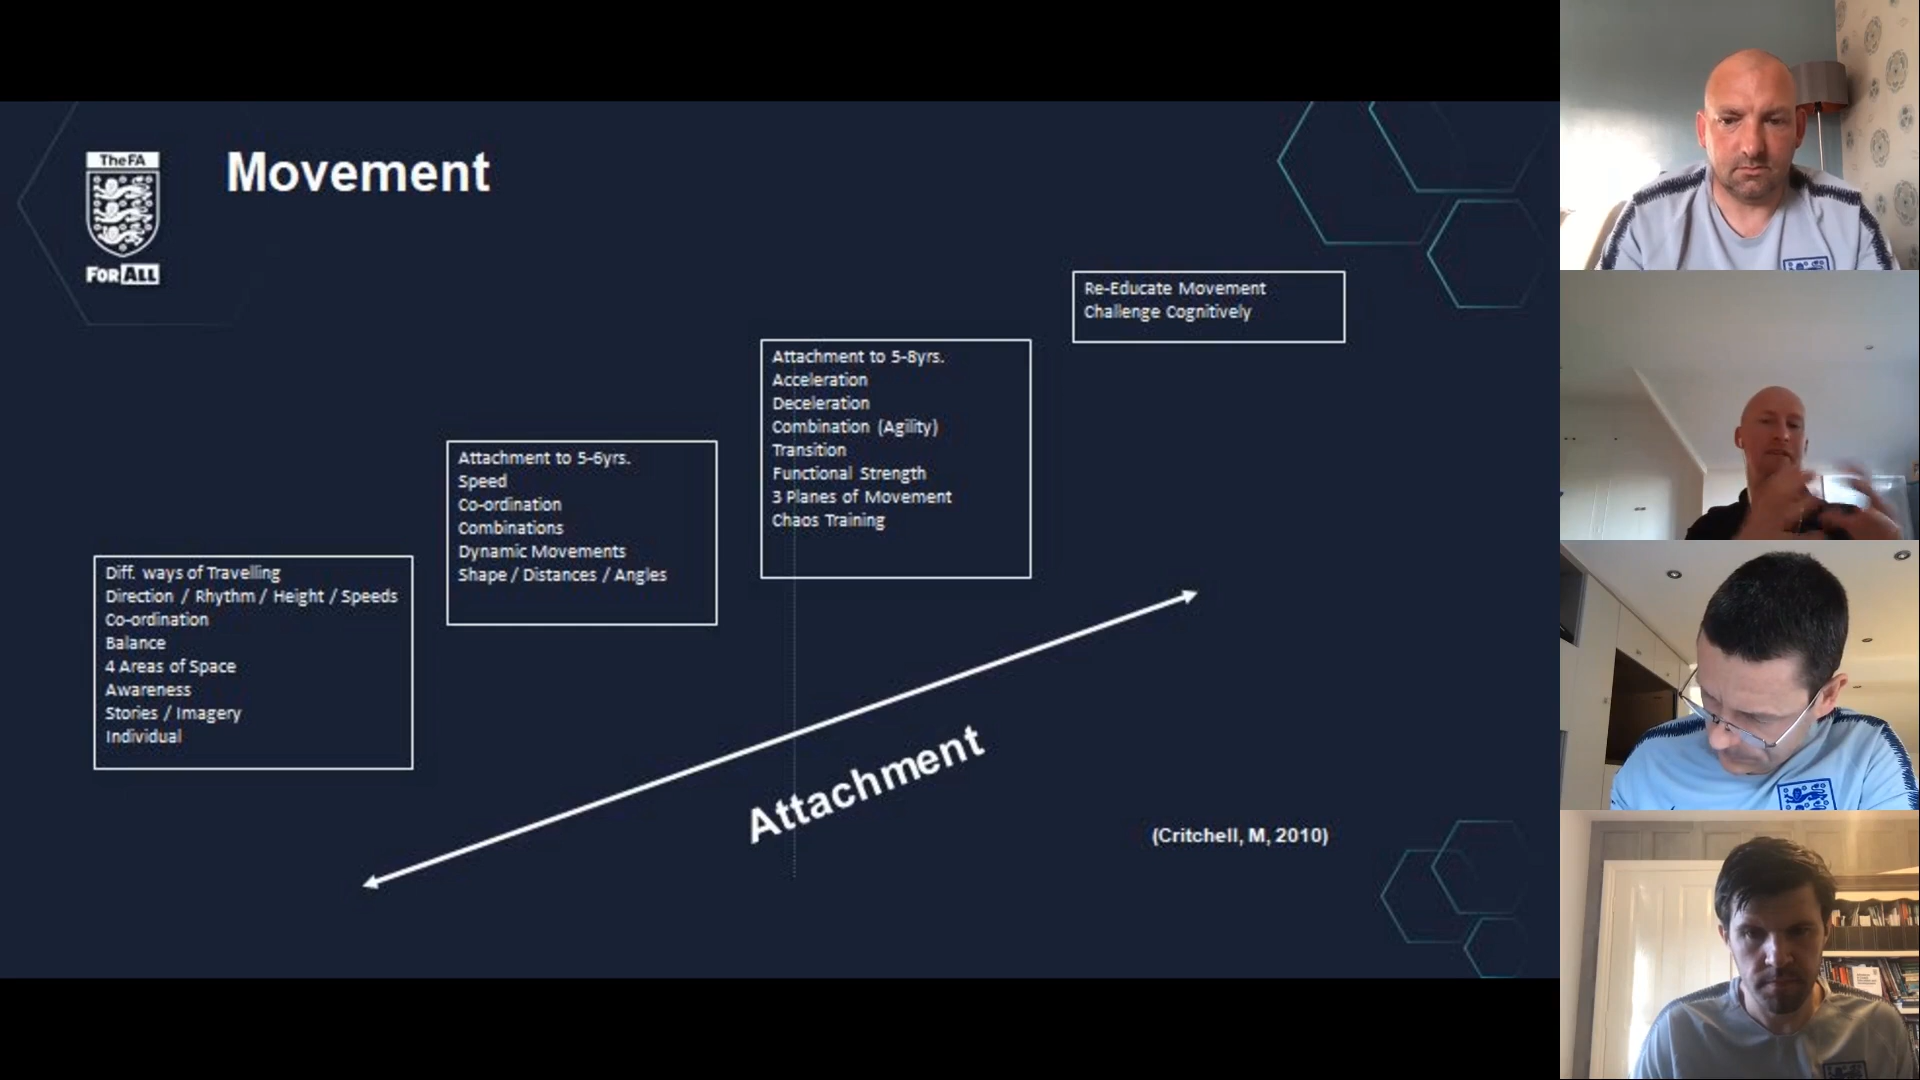 TheFA
FOR ALL
Movement
Re-Educate Movement
Challenge Cognitively
Attachment to 5-8yrs.
Acceleration
Deceleration
Combination (Agility)
Transition
Functional Strength
3 Planes of Movement
Chaos Training
Attachment to 5-6yrs.
Speed
Co-ordination
Combinations
Dynamic Movements
Shape / Distances / Angles
Diff. ways of Travelling
Direction / Rhythm / Height / Speeds
Co-ordination
Balance
4 Areas of Space
Awareness
Stories / Imagery
Individual
Attachment
(Critchell, M, 2010)